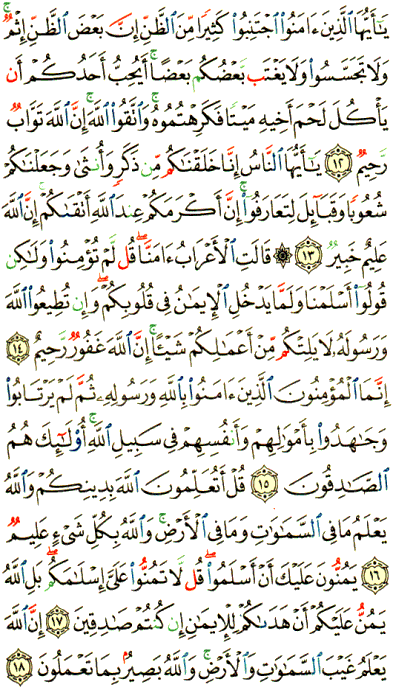 يَٰٓأَيُّهَا ٱلَّذِينَ ءَامَنُوا۟ ٱجْتَنِبُوا۟ كَثِيرًا مِّنَ ٱلظَّنِّ إِنَّ بَعْضَ ٱلظَّنِّ إِثْمٌ ۖ
وَلَا تَجَسَّسُوا۟ وَلَا يَغْتَب بَّعْضُكُم بَعْضًا ۚ أَيُحِبُّ أَحَدُكُمْ أَن
يَأْكُلَ لَحْمَ أَخِيهِ مَيْتًا فَكَرِهْتُمُوهُ ۚ وَٱتَّقُوا۟ ٱللَّهَ ۚ إِنَّ ٱللَّهَ تَوَّابٌ
رَّحِيمٌ ١٢ يَٰٓأَيُّهَا ٱلنَّاسُ إِنَّا خَلَقْنَٰكُم مِّن ذَكَرٍ وَأُنثَىٰ وَجَعَلْنَٰكُمْ
شُعُوبًا وَقَبَآئِلَ لِتَعَارَفُوٓا۟ ۚ إِنَّ أَكْرَمَكُمْ عِندَ ٱللَّهِ أَتْقَىٰكُمْ ۚ إِنَّ ٱللَّهَ
عَلِيمٌ خَبِيرٌ ١٣ ۞ قَالَتِ ٱلْأَعْرَابُ ءَامَنَّا ۖ قُل لَّمْ تُؤْمِنُوا۟ وَلَٰكِن
قُولُوٓا۟ أَسْلَمْنَا وَلَمَّا يَدْخُلِ ٱلْإِيمَٰنُ فِى قُلُوبِكُمْ ۖ وَإِن تُطِيعُوا۟ ٱللَّهَ
وَرَسُولَهُۥ لَا يَلِتْكُم مِّنْ أَعْمَٰلِكُمْ شَيْـًٔا ۚ إِنَّ ٱللَّهَ غَفُورٌ رَّحِيمٌ ١٤
إِنَّمَا ٱلْمُؤْمِنُونَ ٱلَّذِينَ ءَامَنُوا۟ بِٱللَّهِ وَرَسُولِهِۦ ثُمَّ لَمْ يَرْتَابُوا۟
وَجَٰهَدُوا۟ بِأَمْوَٰلِهِمْ وَأَنفُسِهِمْ فِى سَبِيلِ ٱللَّهِ ۚ أُو۟لَٰٓئِكَ هُمُ
ٱلصَّٰدِقُونَ ١٥ قُلْ أَتُعَلِّمُونَ ٱللَّهَ بِدِينِكُمْ وَٱللَّهُ
يَعْلَمُ مَا فِى ٱلسَّمَٰوَٰتِ وَمَا فِى ٱلْأَرْضِ ۚ وَٱللَّهُ بِكُلِّ شَىْءٍ عَلِيمٌ
١٦ يَمُنُّونَ عَلَيْكَ أَنْ أَسْلَمُوا۟ ۖ قُل لَّا تَمُنُّوا۟ عَلَىَّ إِسْلَٰمَكُم ۖ بَلِ ٱللَّهُ
يَمُنُّ عَلَيْكُمْ أَنْ هَدَىٰكُمْ لِلْإِيمَٰنِ إِن كُنتُمْ صَٰدِقِينَ ١٧ إِنَّ ٱللَّهَ
يَعْلَمُ غَيْبَ ٱلسَّمَٰوَٰتِ وَٱلْأَرْضِ ۚ وَٱللَّهُ بَصِيرٌۢ بِمَا تَعْمَلُونَ ١٨